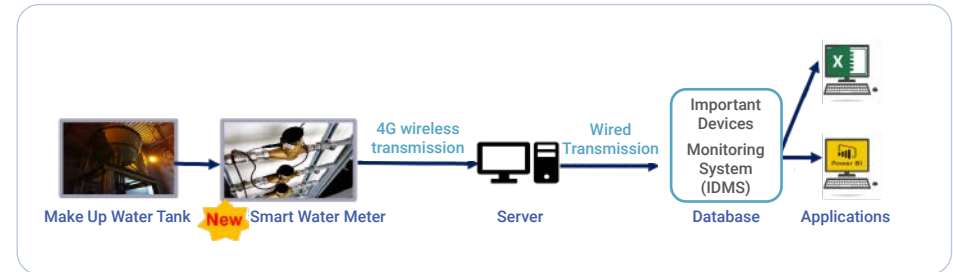 4G wireless
transmission
Wired
Transmission
Important
Devices
Monitoring
System
(IDMS)
X
Power BI
Make Up Water Tank
New
Smart Water Meter
Server
Database
Applications